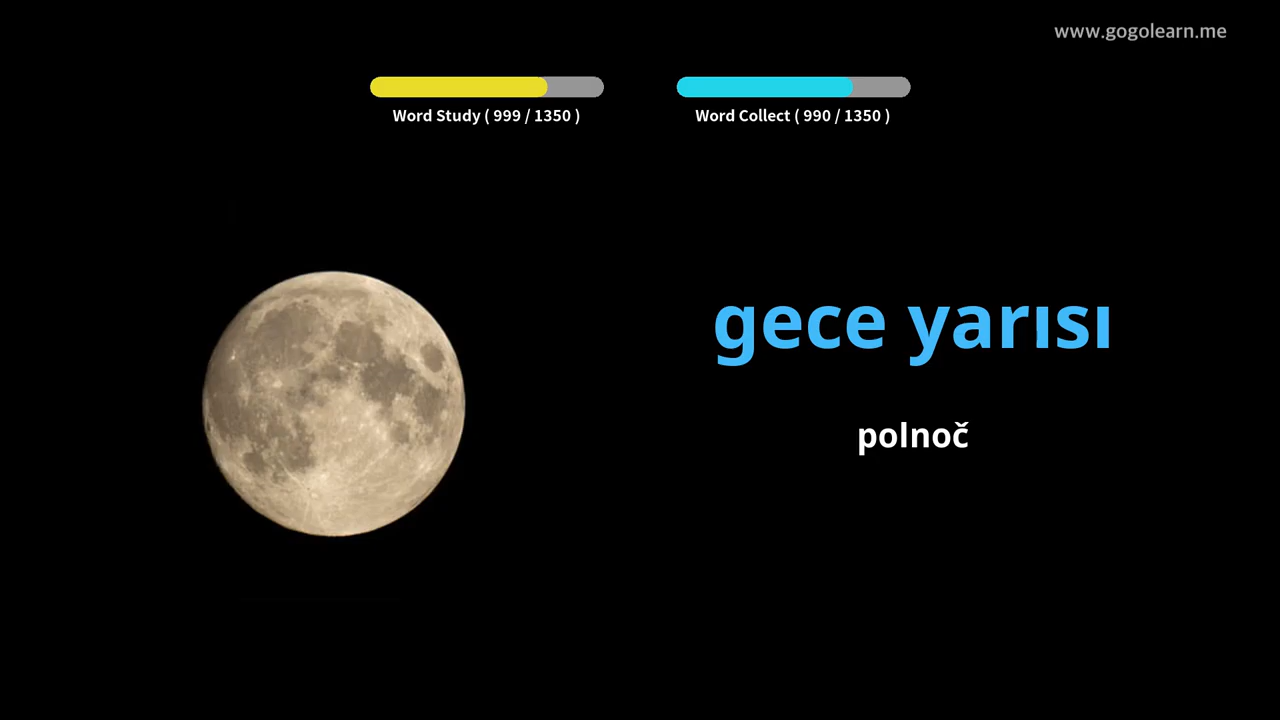 www.gogolearn.me
Word Study ( 999 / 1350 )
Word Collect ( 990 / 1350 )
gece yarısı
polnoč